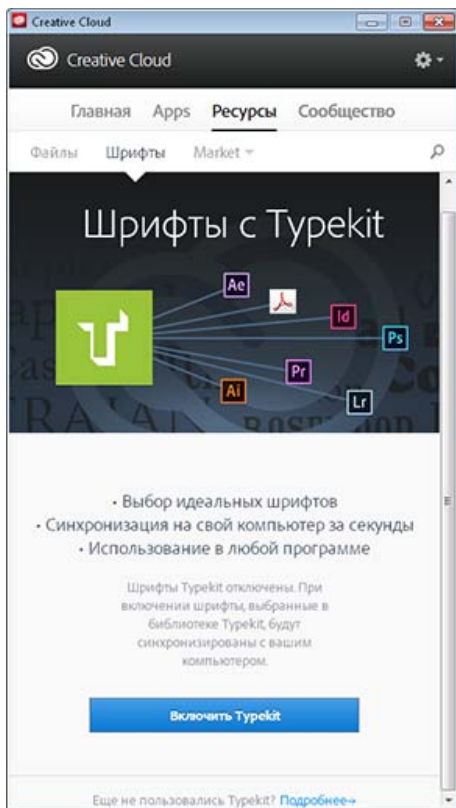 Creative Cloud
Creative Cloud
Главная Apps Ресурсы Сообщество
Файлы Шрифты Market
Шрифты с Typekit
Ae
Id
Ps
Pr
Ai
Lr
• Выбор идеальных шрифтов
• Синхронизация на свой компьютер за секунды
• Использование в любой программе
Шрифты Typekit отключены. При
включении шрифты, выбранные в
библиотеке Typekit, будут
синхронизированы с вашим
компьютером.
Включить Typekit
Еще не пользовались Typekit? Подробнее→